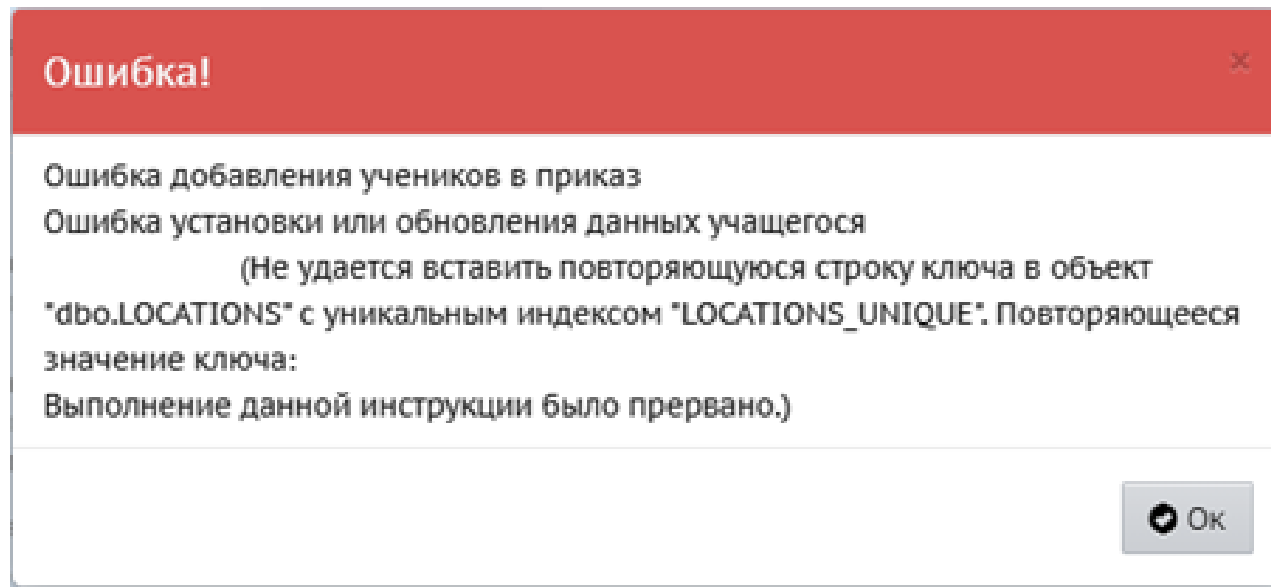 Ошибка!
Ошибка добавления учеников в приказ
Ошибка установки или обновления данных учащегося
(Не удается вставить повторяющуюся строку ключа в объект
"dbo.LOCATIONS" с уникальным индексом "LOCATIONS_UNIQUE". Повторяющееся
значение ключа:
Выполнение данной инструкции было прервано.)
Ок